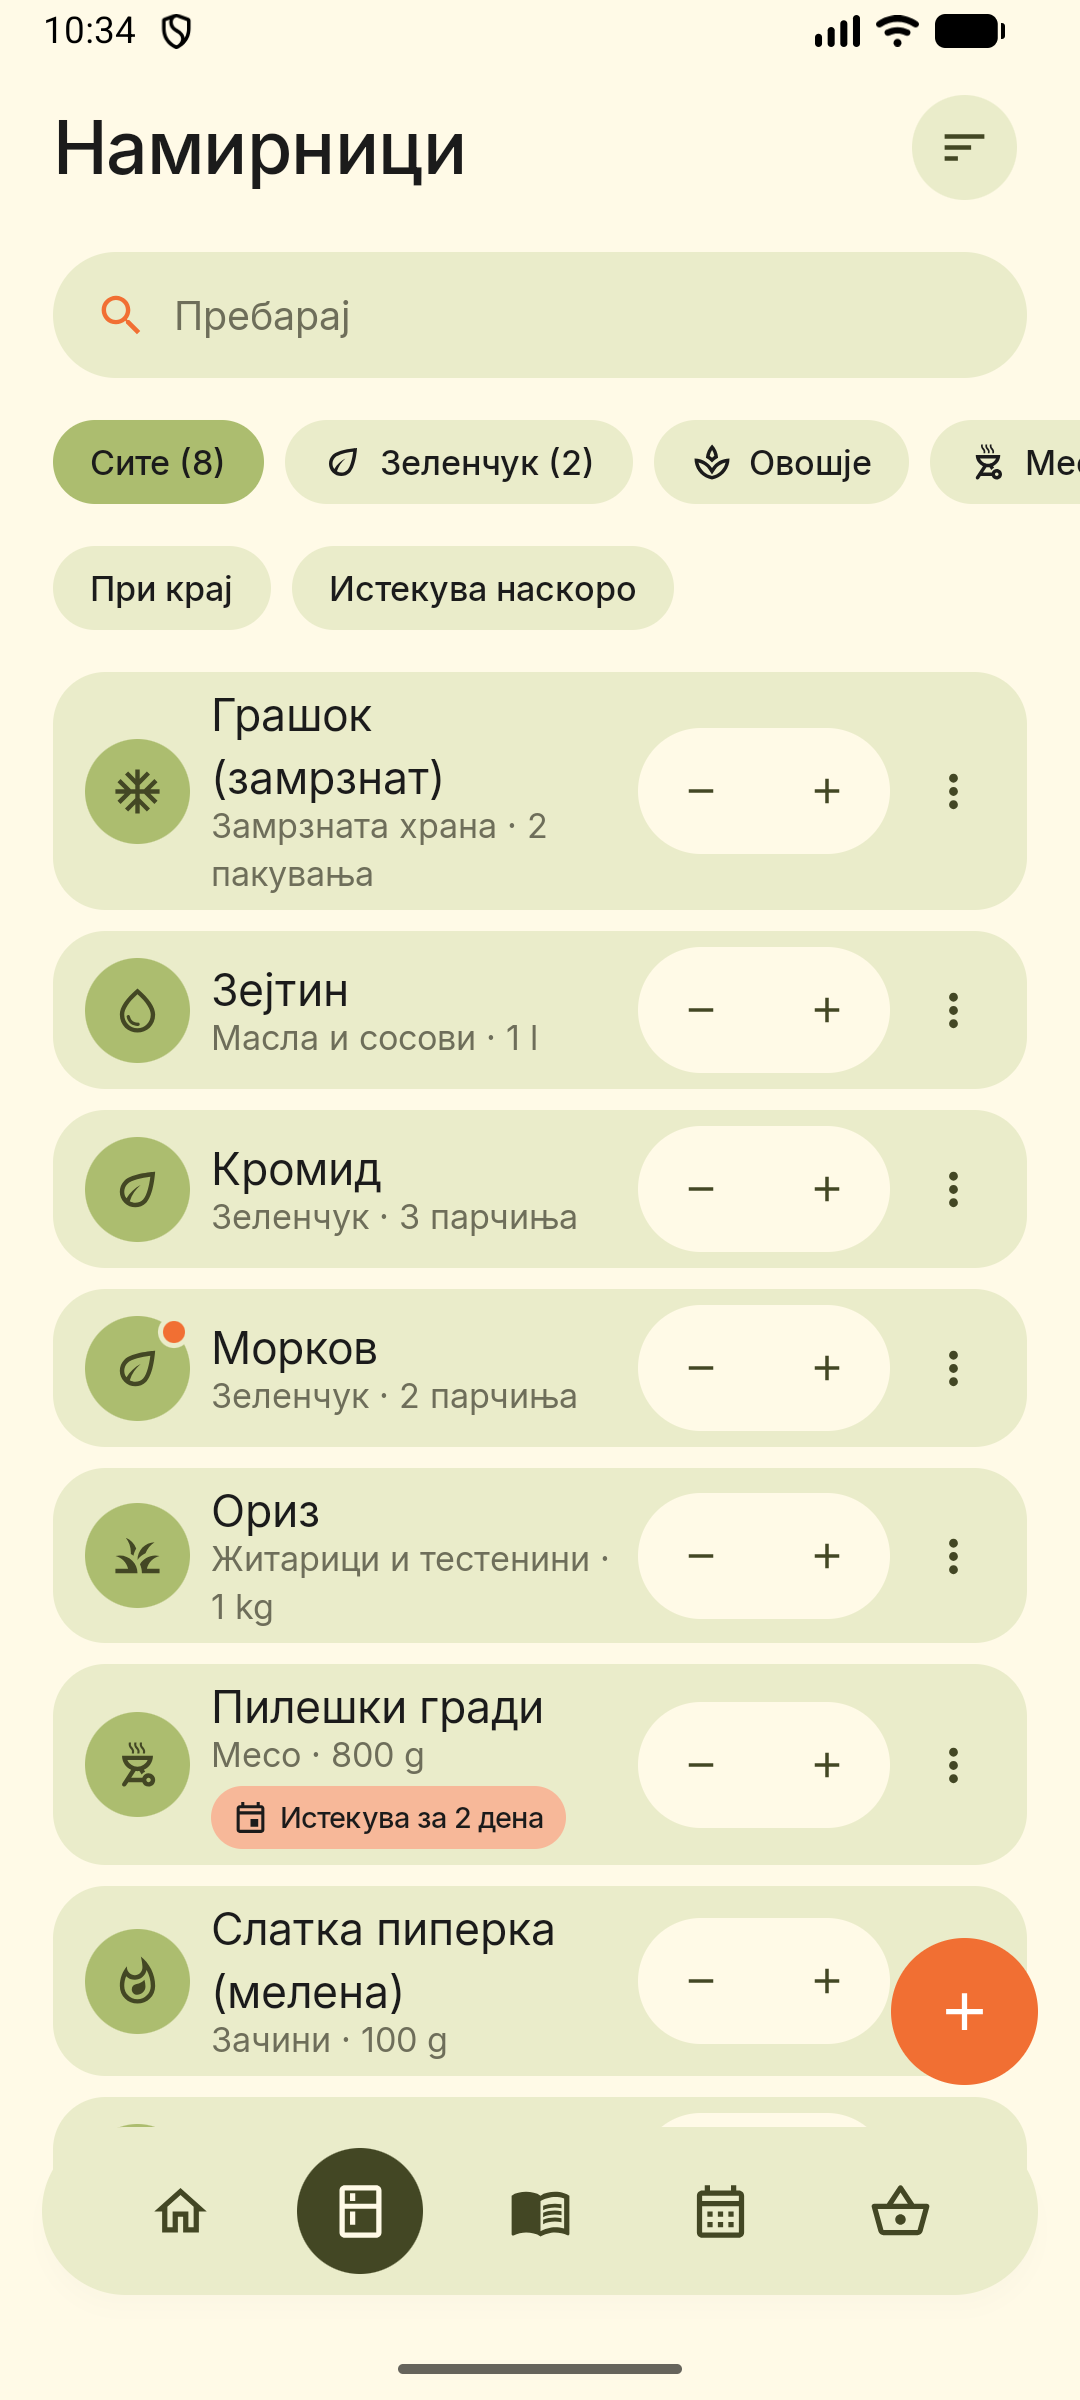 10:34
Намирници
Пребарај
Сите (8)
Зеленчук (2)
Овошје
При крај
Истекува наскоро
Грашок
(замрзнат)
Замрзната храна · 2
пакувања
Зејтин
Масла и сосови · 1 l
Кромид
Зеленчук · 3 парчиња
Морков
Зеленчук · 2 парчиња
Ориз
Житарици и тестенини ·
1 kg
Пилешки гради
Месо · 800 g
Истекува за 2 дена
Слатка пиперка
(мелена)
Зачини · 100 g